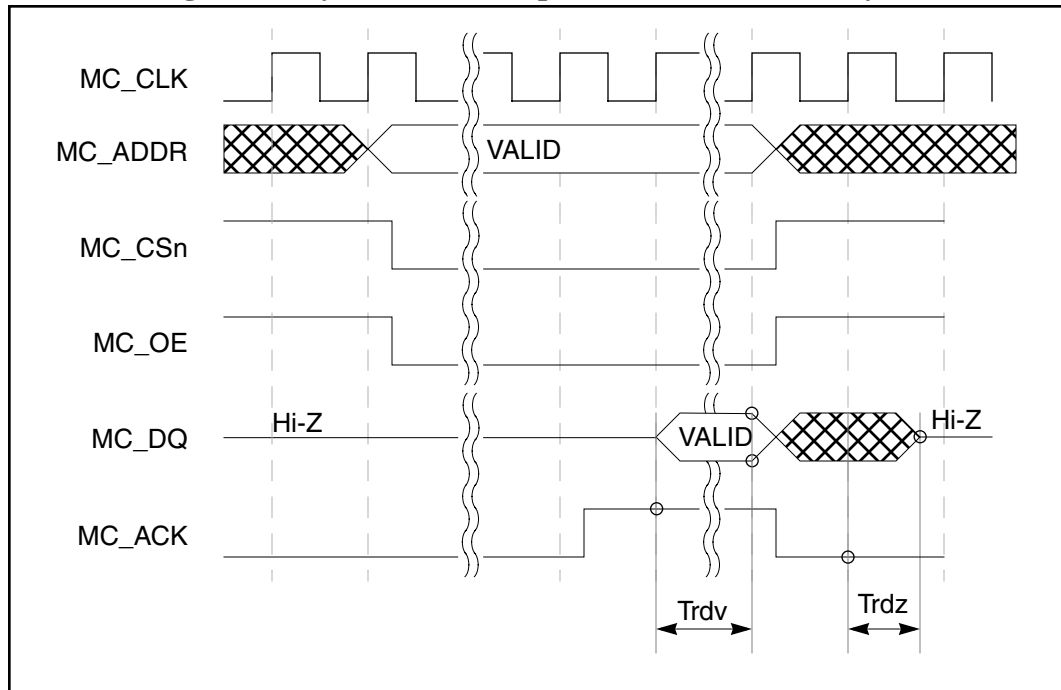 MC_CLK
MC_ADDR
VALID
MC_CSn
MC_OE
MC_DQ
Hi-Z
VALID
Hi-Z
MC_ACK
Trdv
Trdz